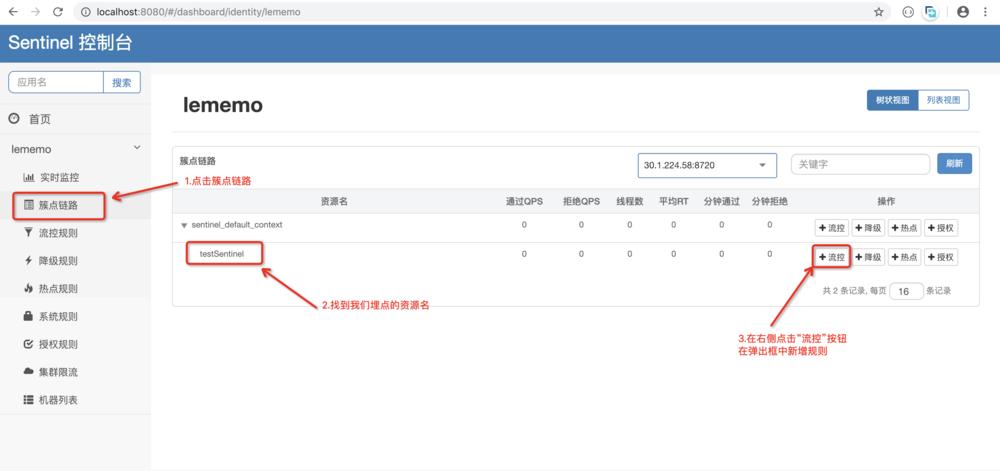 localhost:8080/#/dashboard/identity/lememo
Sentinel 控制台
应用名 搜索
首页
lememo
实时监控
簇点链路
流控规则
降级规则
热点规则
系统规则
授权规则
集群限流
机器列表
lememo
树状视图 列表视图
簇点链路 30.1.224.58:8720 关键字 刷新
1.点击簇点链路
资源名 通过QPS 拒绝QPS 线程数 平均RT 分钟通过 分钟拒绝 操作
sentinel_default_context 0 0 0 0 0 0 +流控 +降级 +热点 +授权
testSentinel 0 0 0 0 0 0 +流控 +降级 +热点 +授权
共 2 条记录, 每页 16 条记录
2.找到我们埋点的资源名
3.在右侧点击“流控”按钮
在弹出框中新增规则